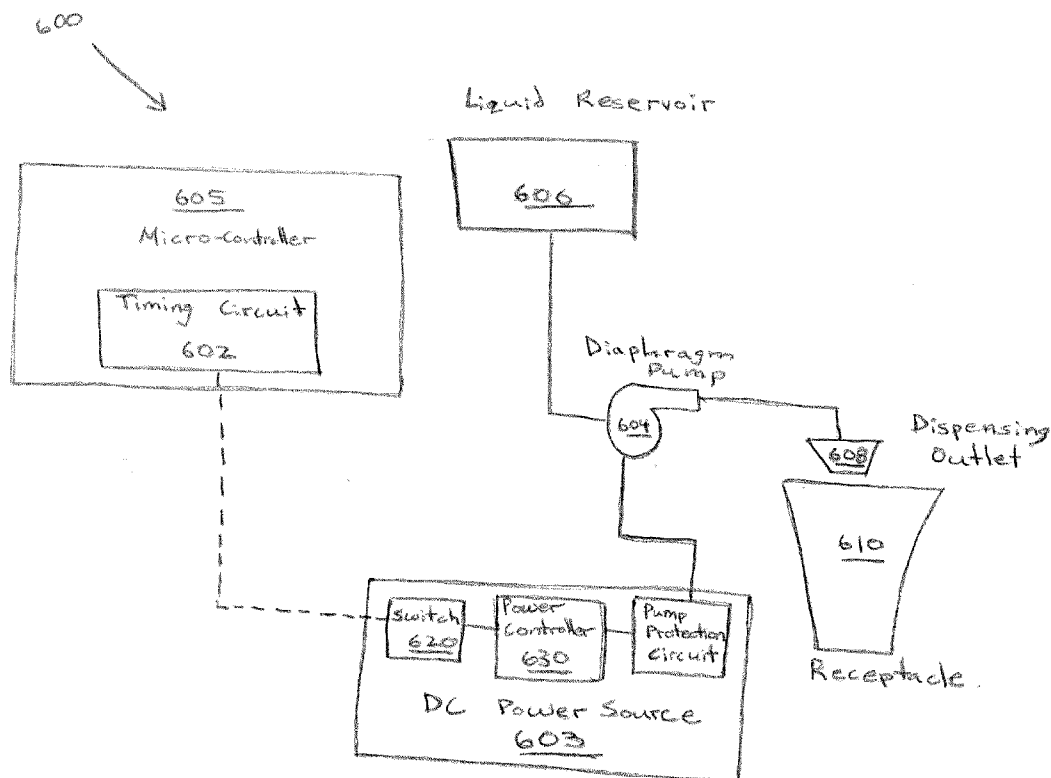 600
Liquid Reservoir
606
605
Micro-Controller
Timing Circuit
602
Diaphragm
Pump
604
Dispensing
Outlet
608
610
Receptacle.
Switch
620
Power
Controller
630
Pump
Protection
Circuit
DC Power Source
603